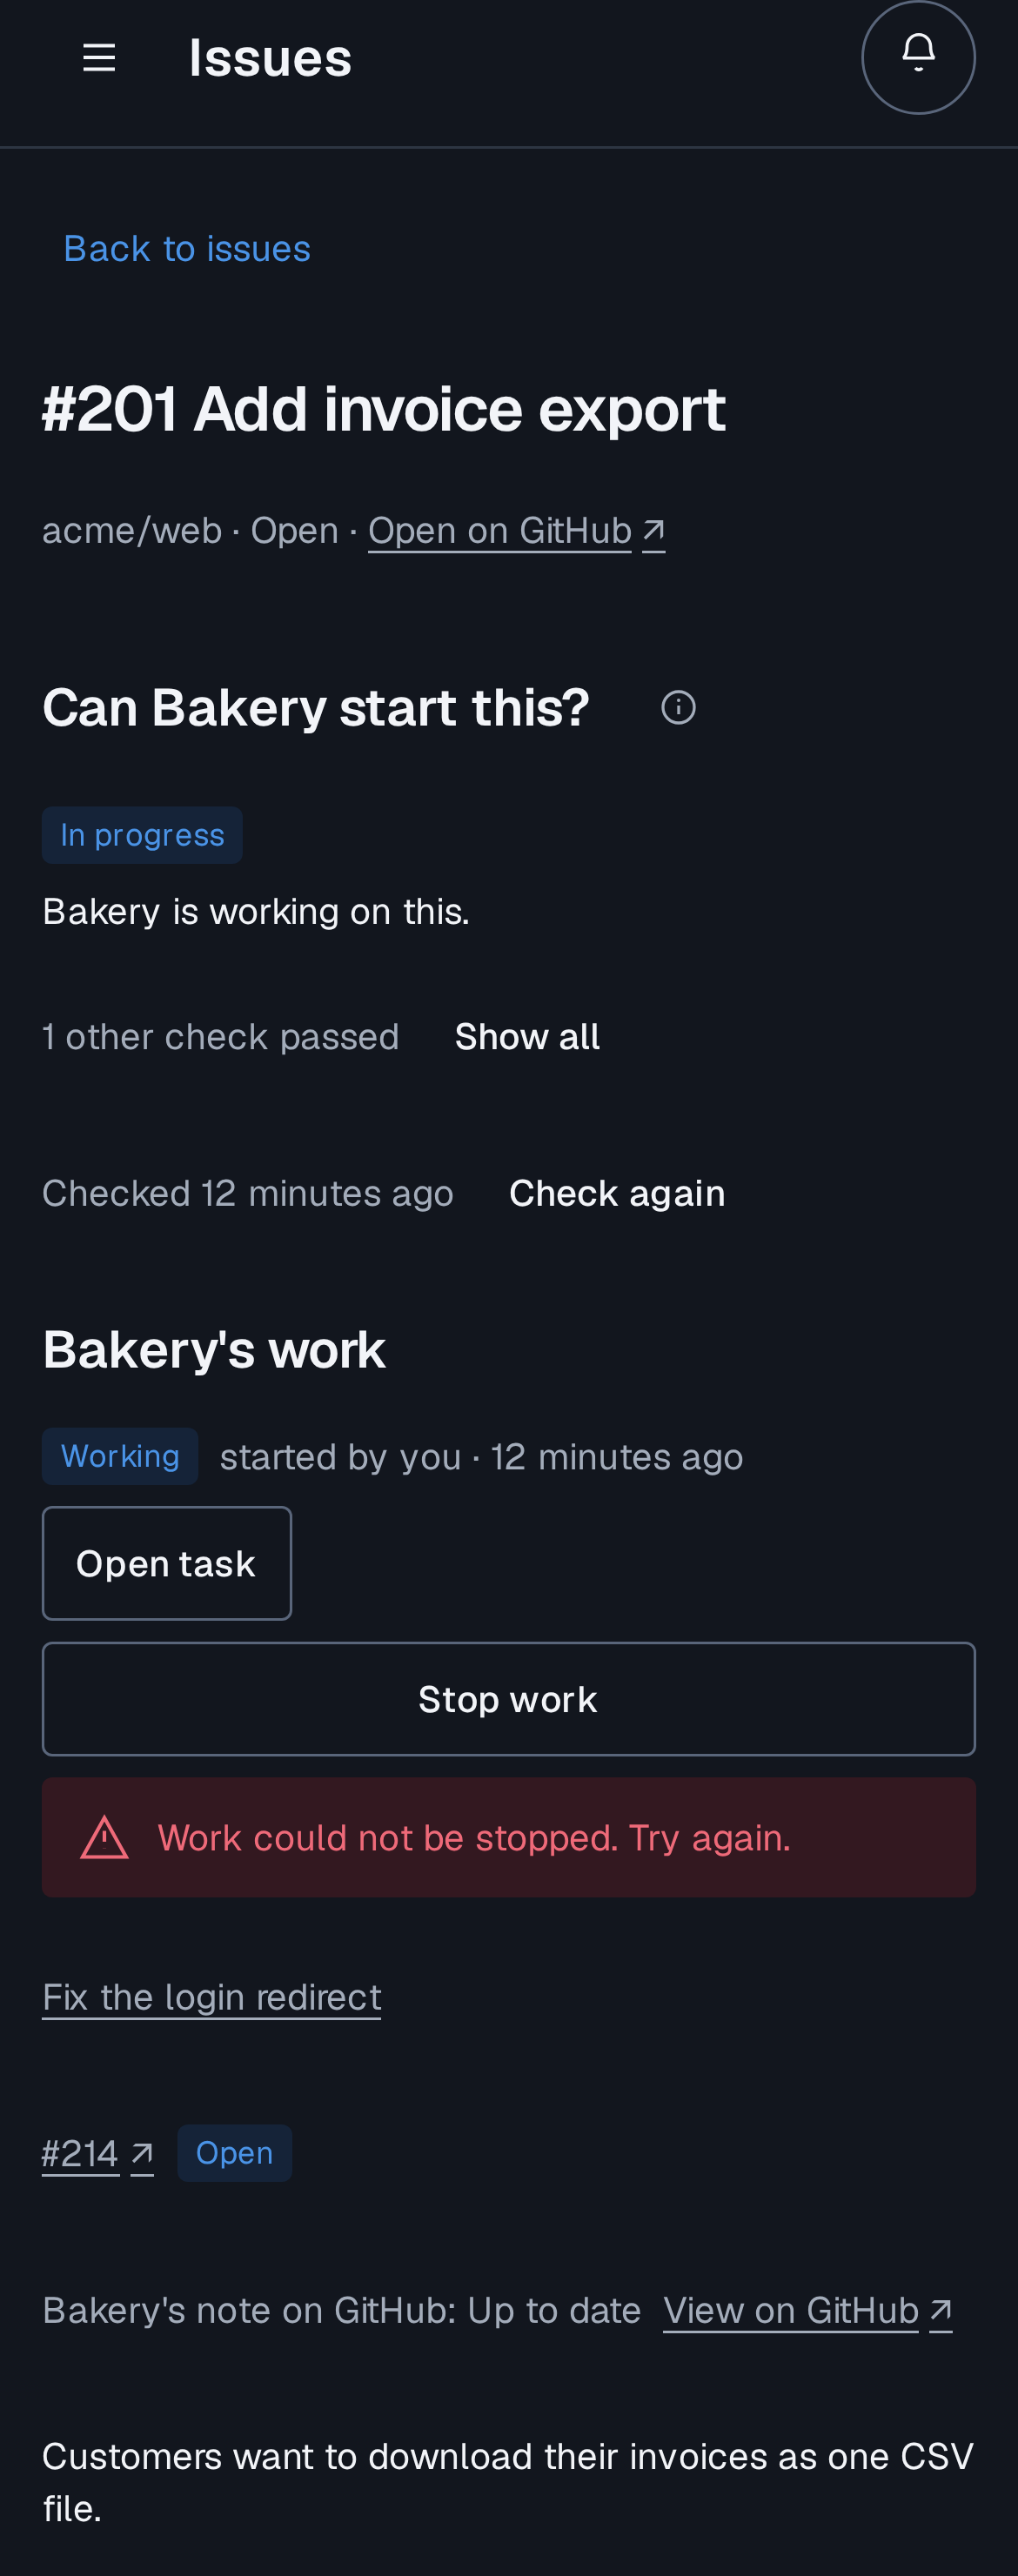 Issues
Back to issues
#201 Add invoice export
acme/web · Open · Open on GitHub ↗
Can Bakery start this?
In progress
Bakery is working on this.
1 other check passed Show all
Checked 12 minutes ago Check again
Bakery's work
Working started by you · 12 minutes ago
Open task
Stop work
Work could not be stopped. Try again.
Fix the login redirect
#214 ↗ Open
Bakery's note on GitHub: Up to date View on GitHub ↗
Customers want to download their invoices as one CSV
file.